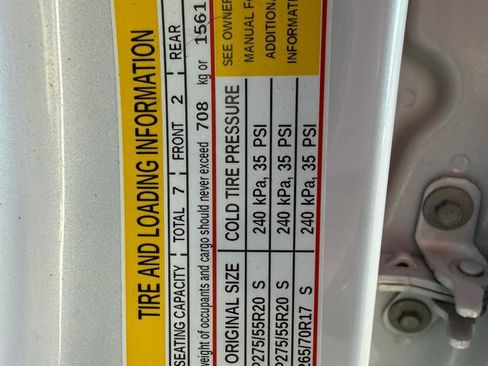 TIRE AND LOADING INFORMATION
SEATING CAPACITY TOTAL 7 FRONT 2 REAR
weight of occupants and cargo should never exceed 708 kg or 1561
ORIGINAL SIZE COLD TIRE PRESSURE SEE OWNER
P275/55R20 S 240 kPa, 35 PSI MANUAL F
P275/55R20 S 240 kPa, 35 PSI ADDITIONA
265/70R17 S 240 kPa, 35 PSI INFORMATI